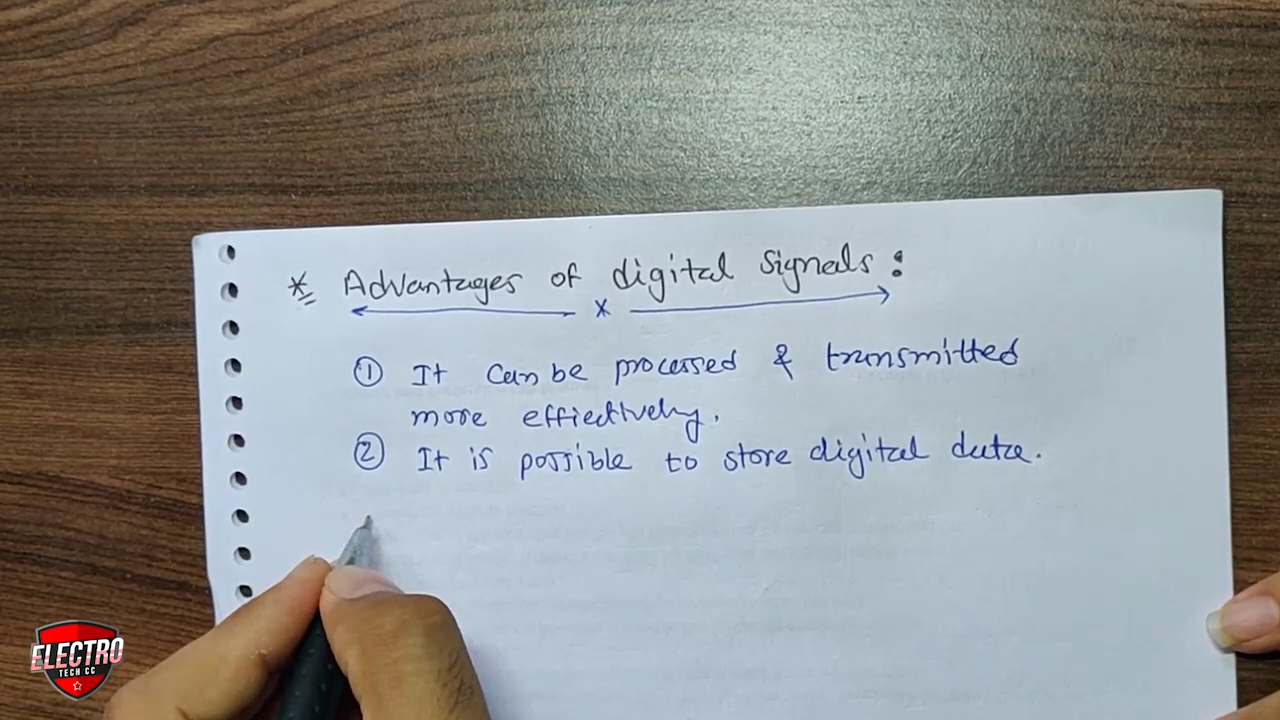 * Advantages of digital signals :
x
① It can be processed & transmitted
more effiectively.
② It is possible to store digital data.
ELECTRO
TECH CC